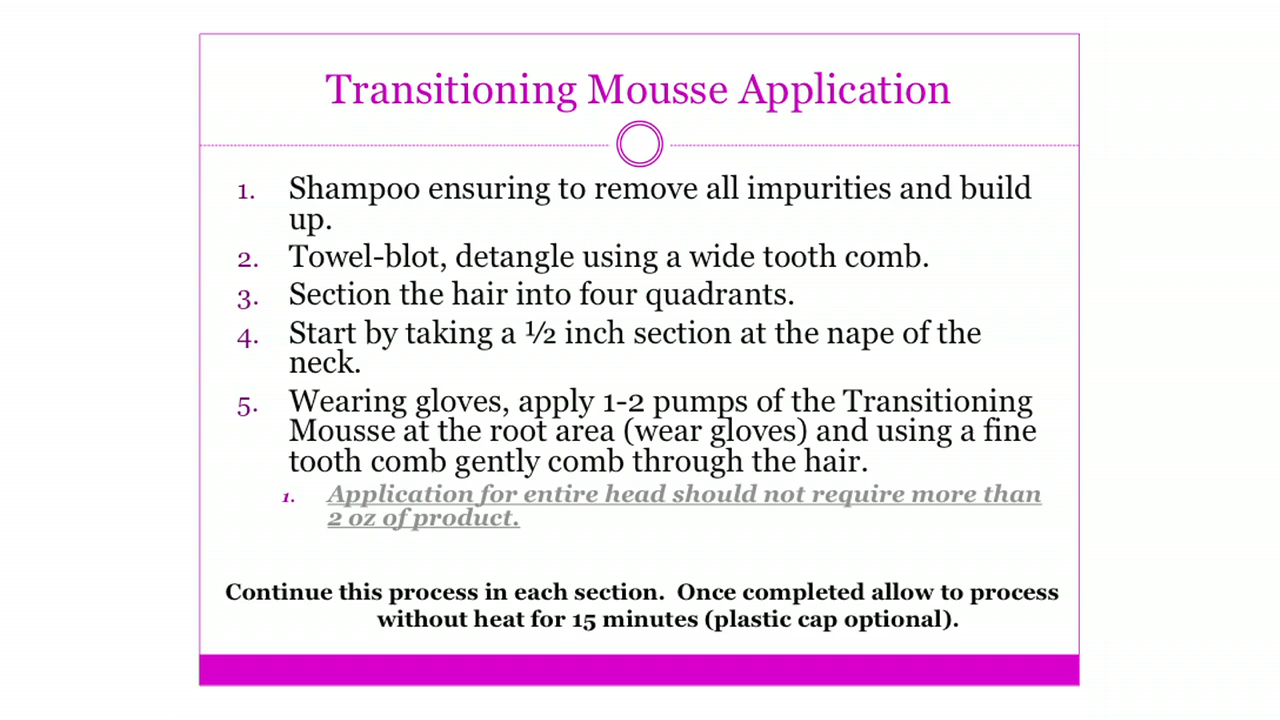 Transitioning Mousse Application
1. Shampoo ensuring to remove all impurities and build
up.
2. Towel-blot, detangle using a wide tooth comb.
3. Section the hair into four quadrants.
4. Start by taking a ½ inch section at the nape of the
neck.
5. Wearing gloves, apply 1-2 pumps of the Transitioning
Mousse at the root area (wear gloves) and using a fine
tooth comb gently comb through the hair.
1. Application for entire head should not require more than
2 oz of product.
Continue this process in each section. Once completed allow to process
without heat for 15 minutes (plastic cap optional).